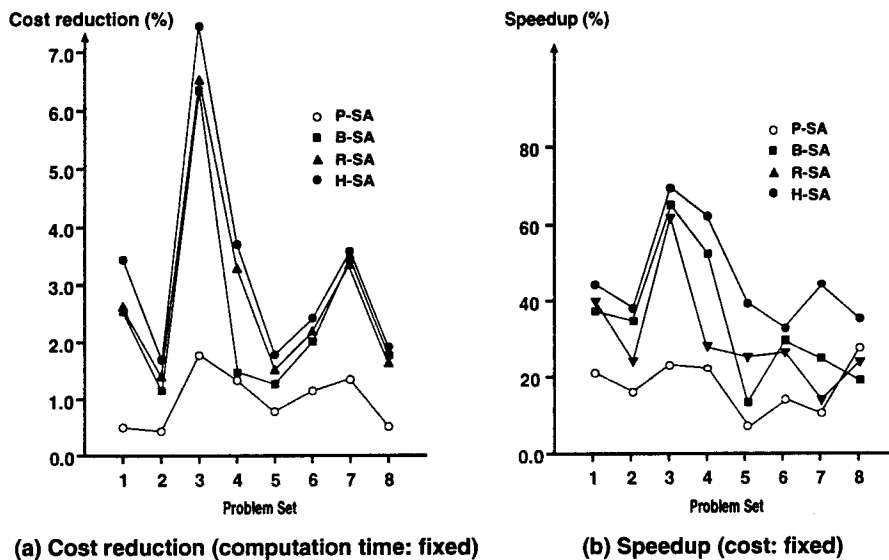 Cost reduction (%)
7.0
6.0
5.0
4.0
3.0
2.0
1.0
0.0
1 2 3 4 5 6 7 8
Problem Set
P-SA
B-SA
R-SA
H-SA
(a) Cost reduction (computation time: fixed)
Speedup (%)
80
60
40
20
0.0
1 2 3 4 5 6 7 8
Problem Set
P-SA
B-SA
R-SA
H-SA
(b) Speedup (cost: fixed)